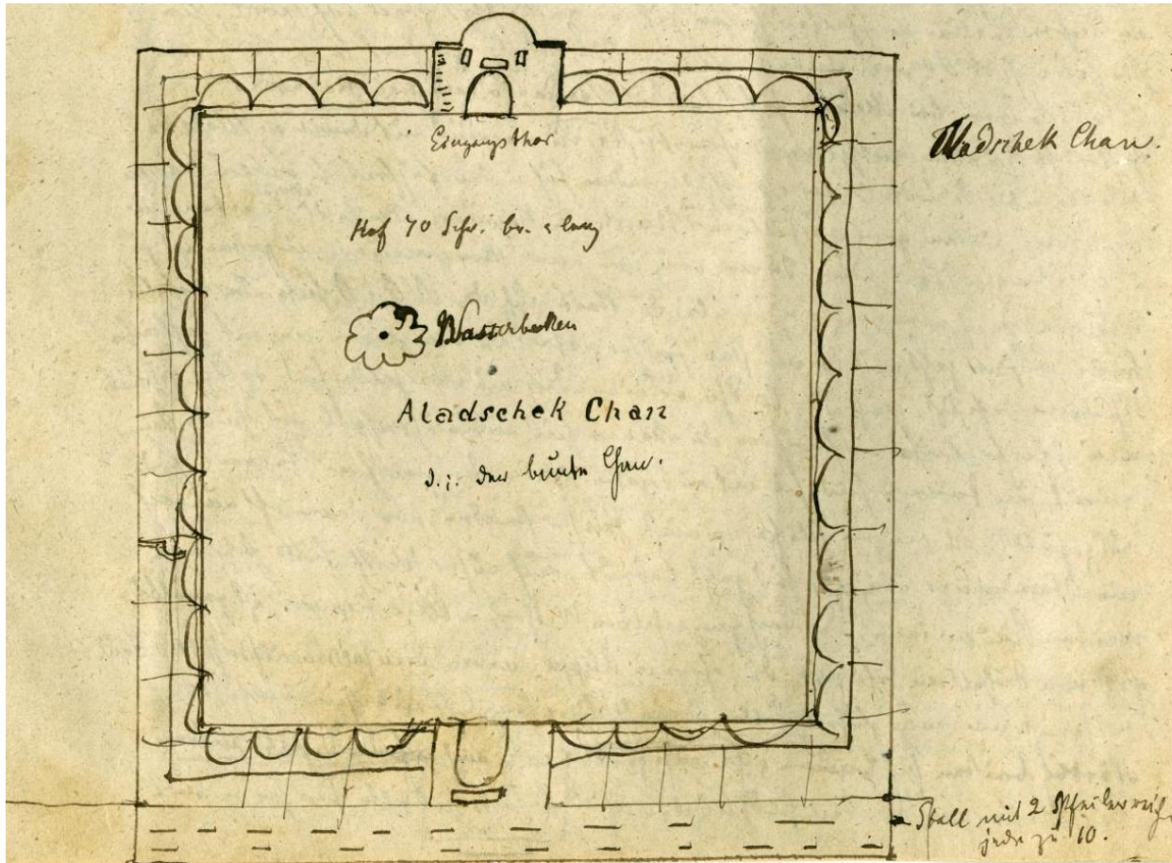 Eingangsthor
Aladschek Chan.
Hof 70 Schr. br. u lang
Wasserbecken
Aladschek Chan
d. i. der bunte Chan.
Stall mit 2 Pfeilerreih
jede zu 10.